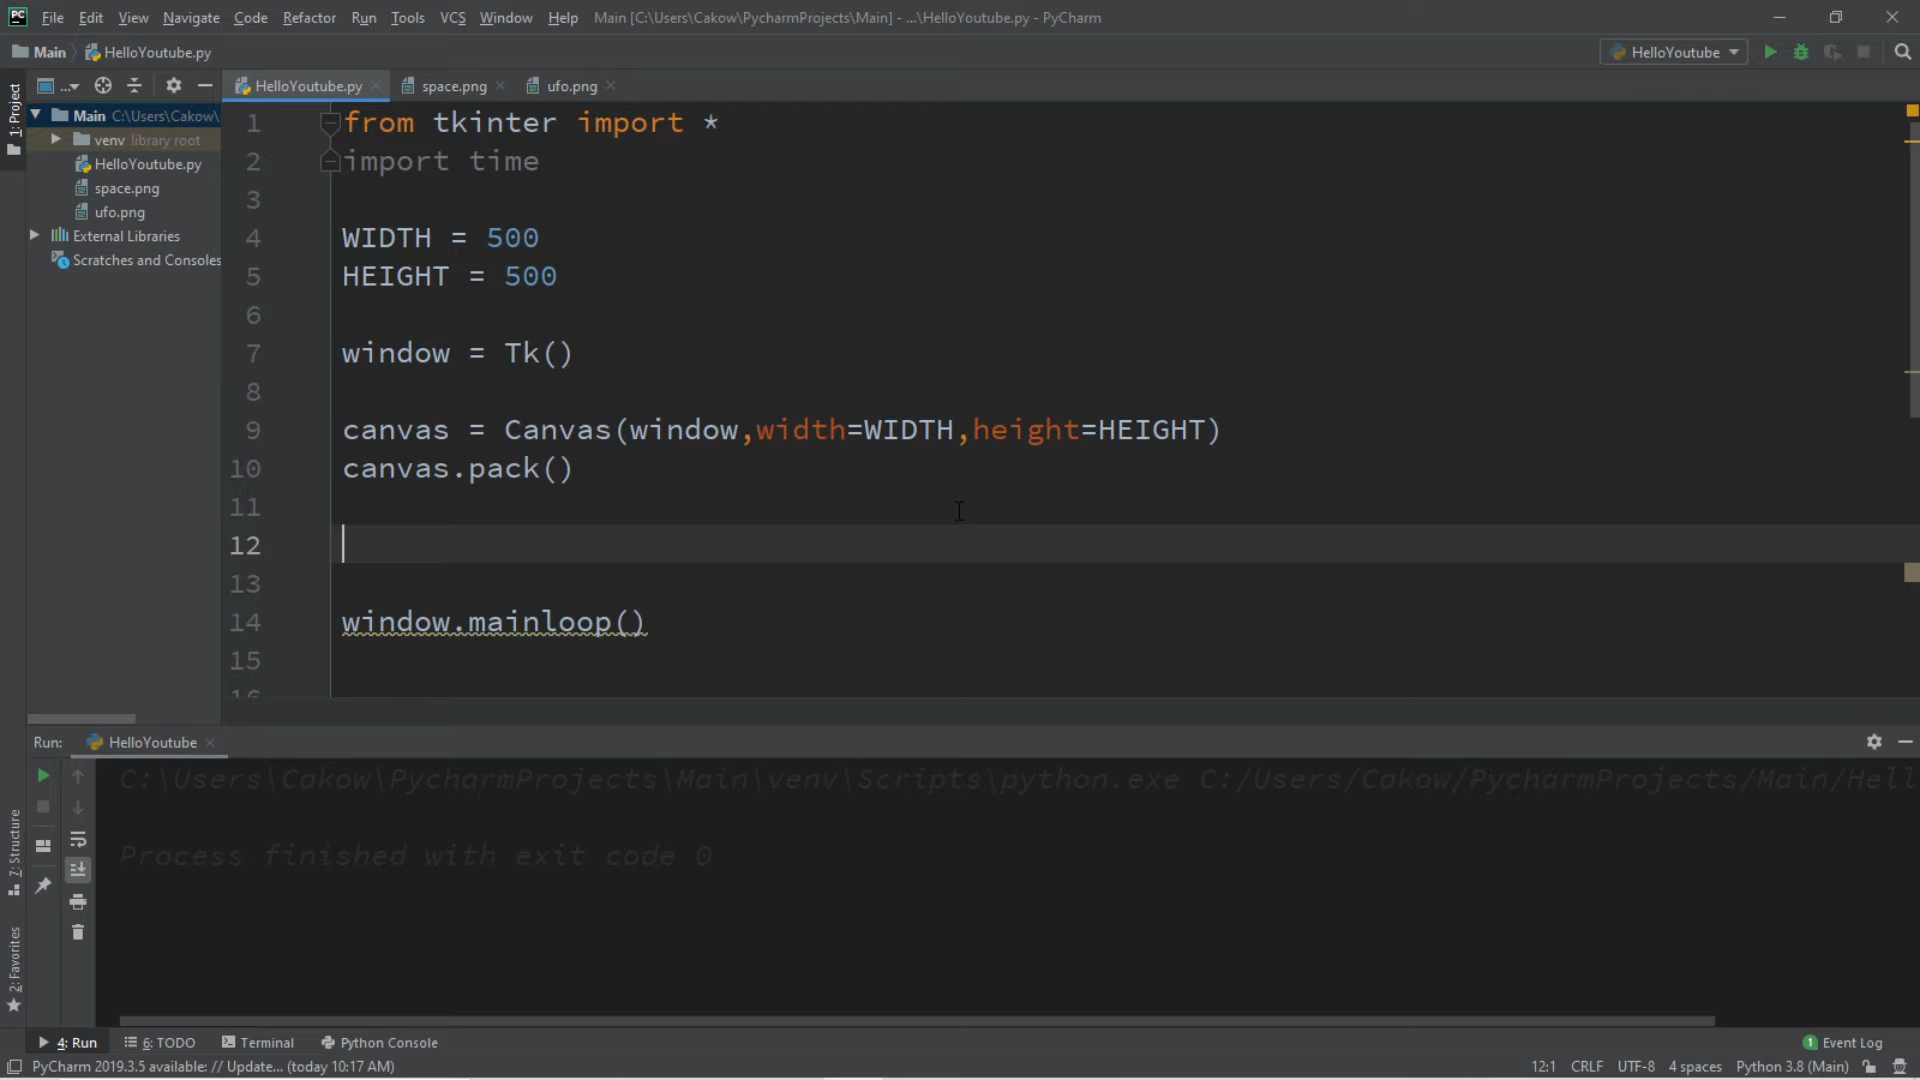 PC File Edit View Navigate Code Refactor Run Tools VCS Window Help Main [C:\Users\Cakow\PycharmProjects\Main] - ...\HelloYoutube.py - PyCharm
Main HelloYoutube.py HelloYoutube
... HelloYoutube.py space.png ufo.png
1: Project
Main C:\Users\Cakow\
venv library root
HelloYoutube.py
space.png
ufo.png
External Libraries
Scratches and Consoles
1 from tkinter import *
2 import time
3
4 WIDTH = 500
5 HEIGHT = 500
6
7 window = Tk()
8
9 canvas = Canvas(window,width=WIDTH,height=HEIGHT)
10 canvas.pack()
11
12
13
14 window.mainloop()
15
16
Run: HelloYoutube
C:\Users\Cakow\PycharmProjects\Main\venv\Scripts\python.exe C:/Users/Cakow/PycharmProjects/Main/Hell
Process finished with exit code 0
7: Structure
2: Favorites
4: Run 6: TODO Terminal Python Console 1 Event Log
PyCharm 2019.3.5 available: // Update... (today 10:17 AM) 12:1 CRLF UTF-8 4 spaces Python 3.8 (Main)